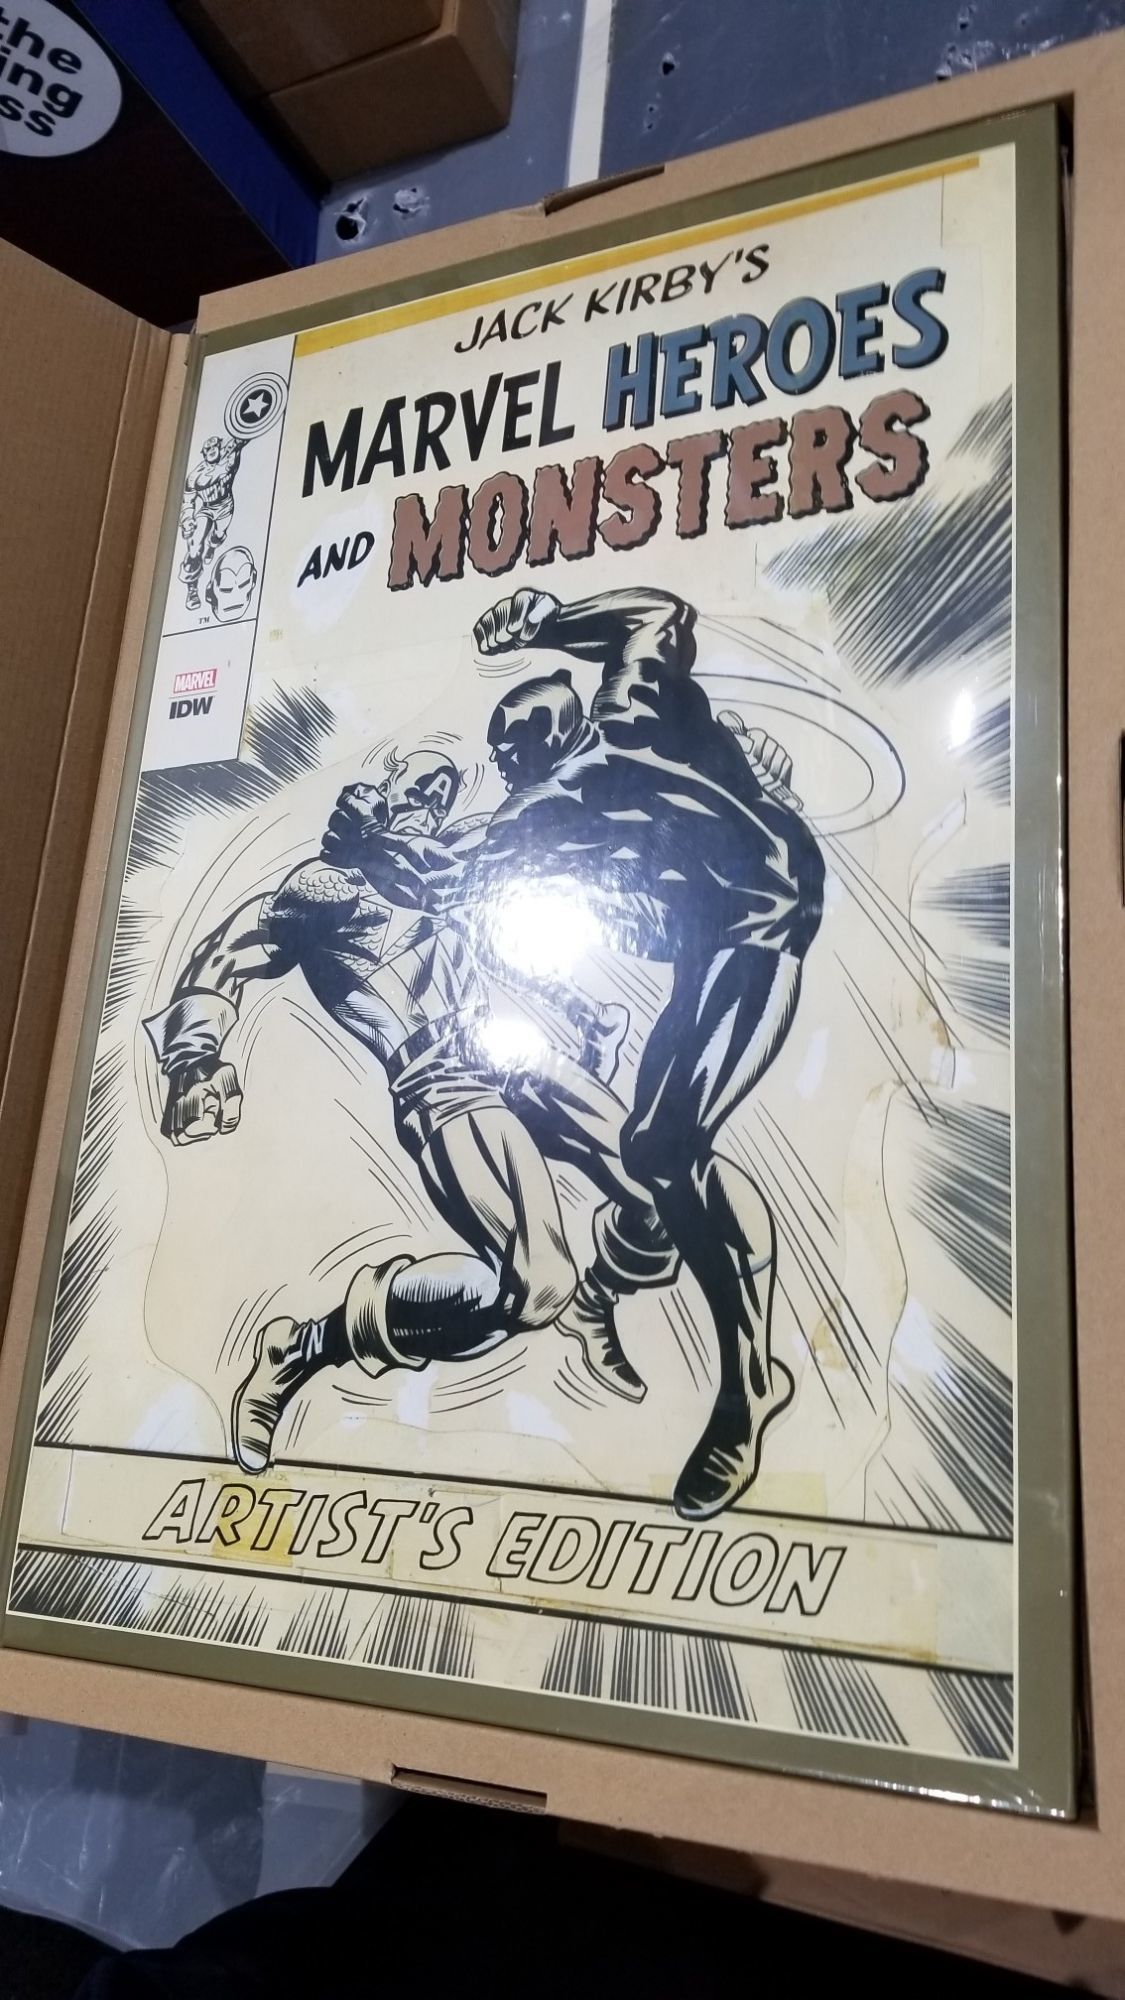 the
ing
ss
JACK KIRBY'S
MARVEL HEROES
AND MONSTERS
TM
MARVEL
IDW
A
ARTIST'S EDITION